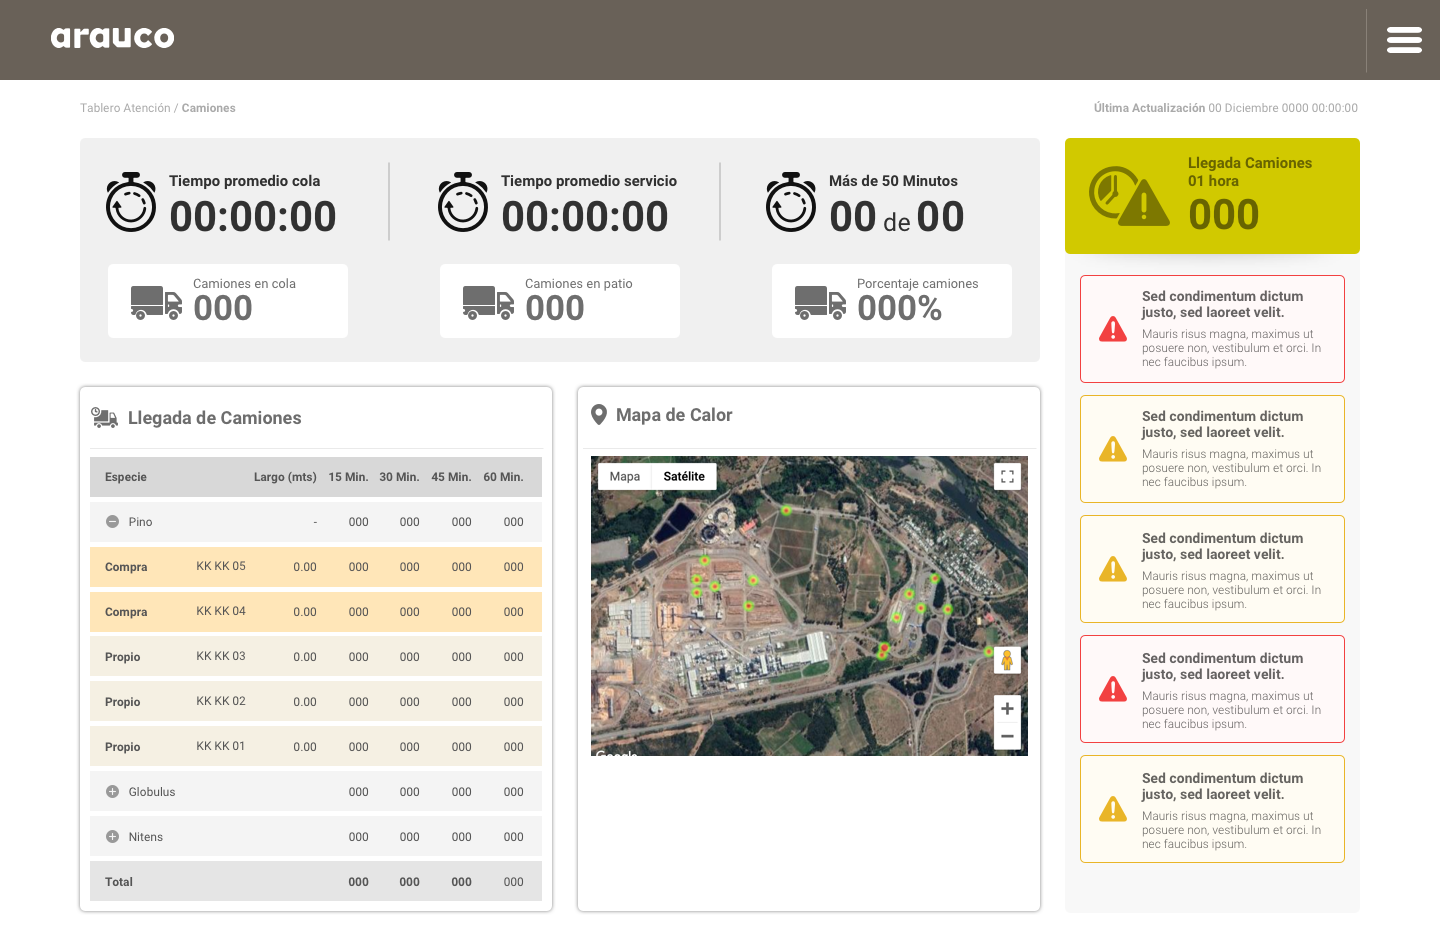 arauco
Tablero Atención / Camiones
Última Actualización 00 Diciembre 0000 00:00:00
Tiempo promedio cola
00:00:00
Tiempo promedio servicio
00:00:00
Más de 50 Minutos
00 de 00
Camiones en cola
000
Camiones en patio
000
Porcentaje camiones
000%
Llegada Camiones
01 hora
000
Llegada de Camiones
Especie Largo (mts) 15 Min. 30 Min. 45 Min. 60 Min.
Pino - 000 000 000 000
Compra KK KK 05 0.00 000 000 000 000
Compra KK KK 04 0.00 000 000 000 000
Propio KK KK 03 0.00 000 000 000 000
Propio KK KK 02 0.00 000 000 000 000
Propio KK KK 01 0.00 000 000 000 000
Globulus 000 000 000 000
Nitens 000 000 000 000
Total 000 000 000 000
Mapa de Calor
Mapa Satélite
Google
Sed condimentum dictum
justo, sed laoreet velit.
Mauris risus magna, maximus ut
posuere non, vestibulum et orci. In
nec faucibus ipsum.
Sed condimentum dictum
justo, sed laoreet velit.
Mauris risus magna, maximus ut
posuere non, vestibulum et orci. In
nec faucibus ipsum.
Sed condimentum dictum
justo, sed laoreet velit.
Mauris risus magna, maximus ut
posuere non, vestibulum et orci. In
nec faucibus ipsum.
Sed condimentum dictum
justo, sed laoreet velit.
Mauris risus magna, maximus ut
posuere non, vestibulum et orci. In
nec faucibus ipsum.
Sed condimentum dictum
justo, sed laoreet velit.
Mauris risus magna, maximus ut
posuere non, vestibulum et orci. In
nec faucibus ipsum.